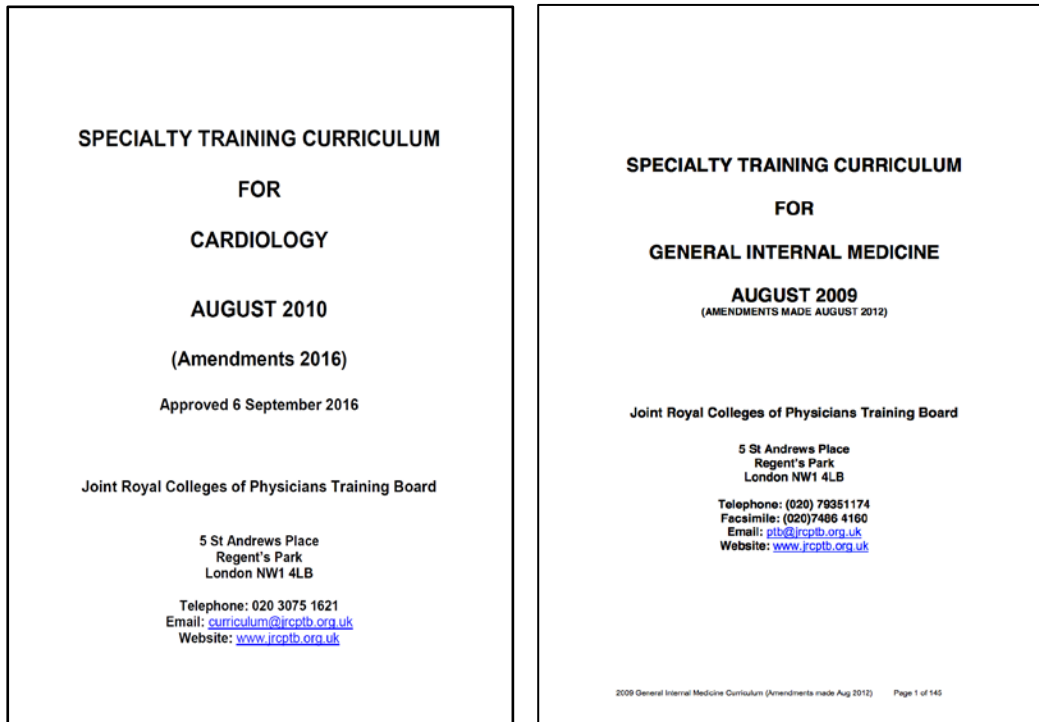 SPECIALTY TRAINING CURRICULUM
FOR
CARDIOLOGY
AUGUST 2010
(Amendments 2016)
Approved 6 September 2016
Joint Royal Colleges of Physicians Training Board
5 St Andrews Place
Regent's Park
London NW1 4LB
Telephone: 020 3075 1621
Email: curriculum@jrcptb.org.uk
Website: www.jrcptb.org.uk
SPECIALTY TRAINING CURRICULUM
FOR
GENERAL INTERNAL MEDICINE
AUGUST 2009
(AMENDMENTS MADE AUGUST 2012)
Joint Royal Colleges of Physicians Training Board
5 St Andrews Place
Regent's Park
London NW1 4LB
Telephone: (020) 79351174
Facsimile: (020)7486 4160
Email: ptb@jrcptb.org.uk
Website: www.jrcptb.org.uk
2009 General Internal Medicine Curriculum (Amendments made Aug 2012) Page 1 of 145